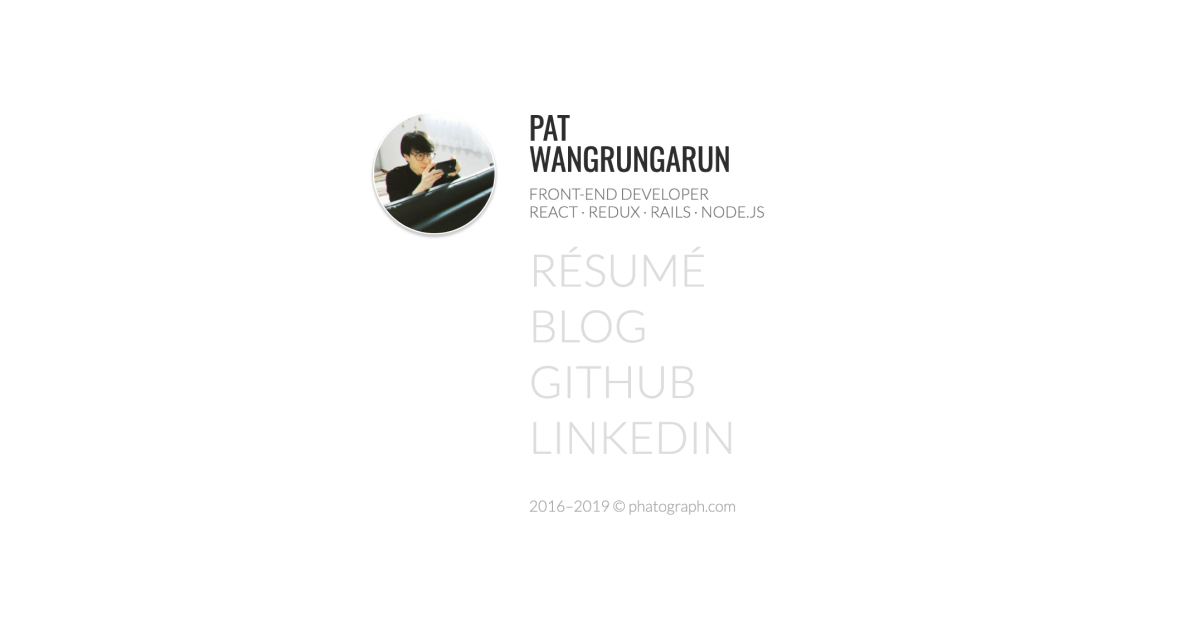 PAT
WANGRUNGARUN
FRONT-END DEVELOPER
REACT · REDUX · RAILS · NODE.JS
RÉSUMÉ
BLOG
GITHUB
LINKEDIN
2016–2019 © phatograph.com